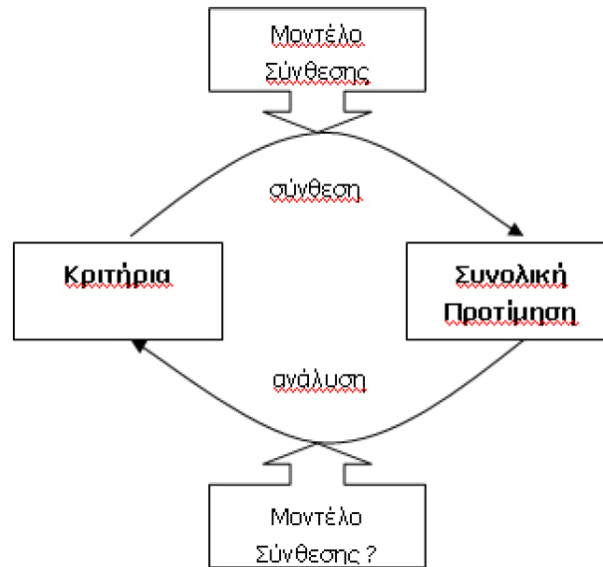 Μοντέλο
Σύνθεσης
σύνθεση
Κριτήρια
Συνολική
Προτίμηση
ανάλυση
Μοντέλο
Σύνθεσης ?